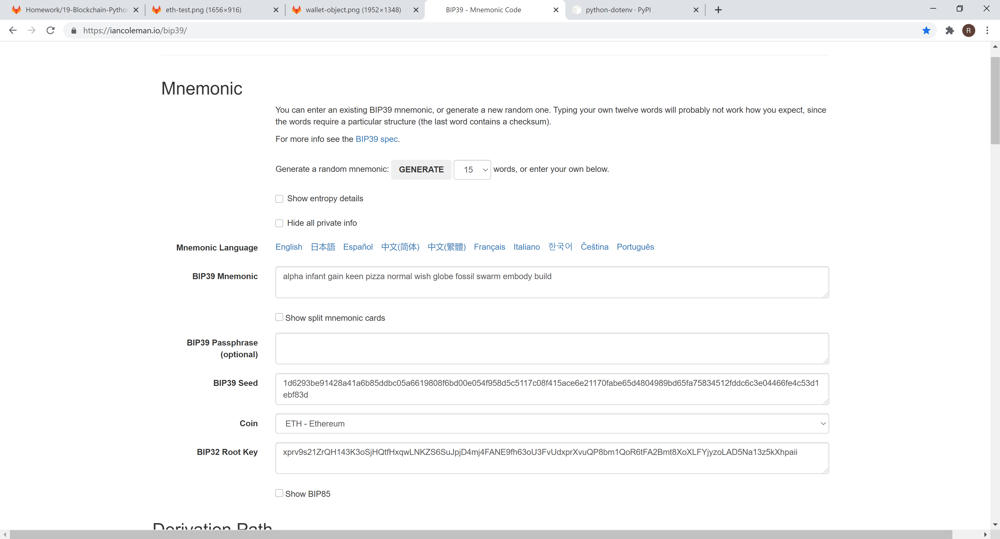 Homework/19-Blockchain-Pytho
eth-test.png (1656×916)
wallet-object.png (1952×1348)
BIP39 - Mnemonic Code
python-dotenv · PyPI
https://iancoleman.io/bip39/
R
Mnemonic
You can enter an existing BIP39 mnemonic, or generate a new random one. Typing your own twelve words will probably not work how you expect, since
the words require a particular structure (the last word contains a checksum).
For more info see the BIP39 spec.
Generate a random mnemonic: GENERATE 15 words, or enter your own below.
Show entropy details
Hide all private info
Mnemonic Language English 日本語 Español 中文(简体) 中文(繁體) Français Italiano 한국어 Čeština Português
BIP39 Mnemonic alpha infant gain keen pizza normal wish globe fossil swarm embody build
Show split mnemonic cards
BIP39 Passphrase
(optional)
BIP39 Seed 1d6293be91428a41a6b85ddbc05a6619808f6bd00e054f958d5c5117c08f415ace6e21170fabe65d4804989bd65fa75834512fddc6c3e04466fe4c53d1
ebf83d
Coin ETH - Ethereum
BIP32 Root Key xprv9s21ZrQH143K3oSjHQtfHxqwLNKZS6SuJpjD4mj4FANE9fh63oU3FvUdxprXvuQP8bm1QoR6tFA2Bmt8XoXLFYjyzoLAD5Na13z5kXhpaii
Show BIP85
Derivation Path